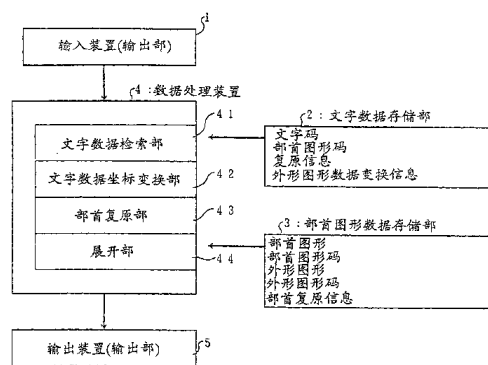 1
输入装置(输出部)
4:数据处理装置
41
文字数据检索部
42
文字数据坐标变换部
43
部首复原部
44
展开部
2:文字数据存储部
文字码
部首图形码
复原信息
外形图形数据变换信息
3:部首图形数据存储部
部首图形
部首图形码
外形图形
外形图形码
部首复原信息
5
输出装置(输出部)